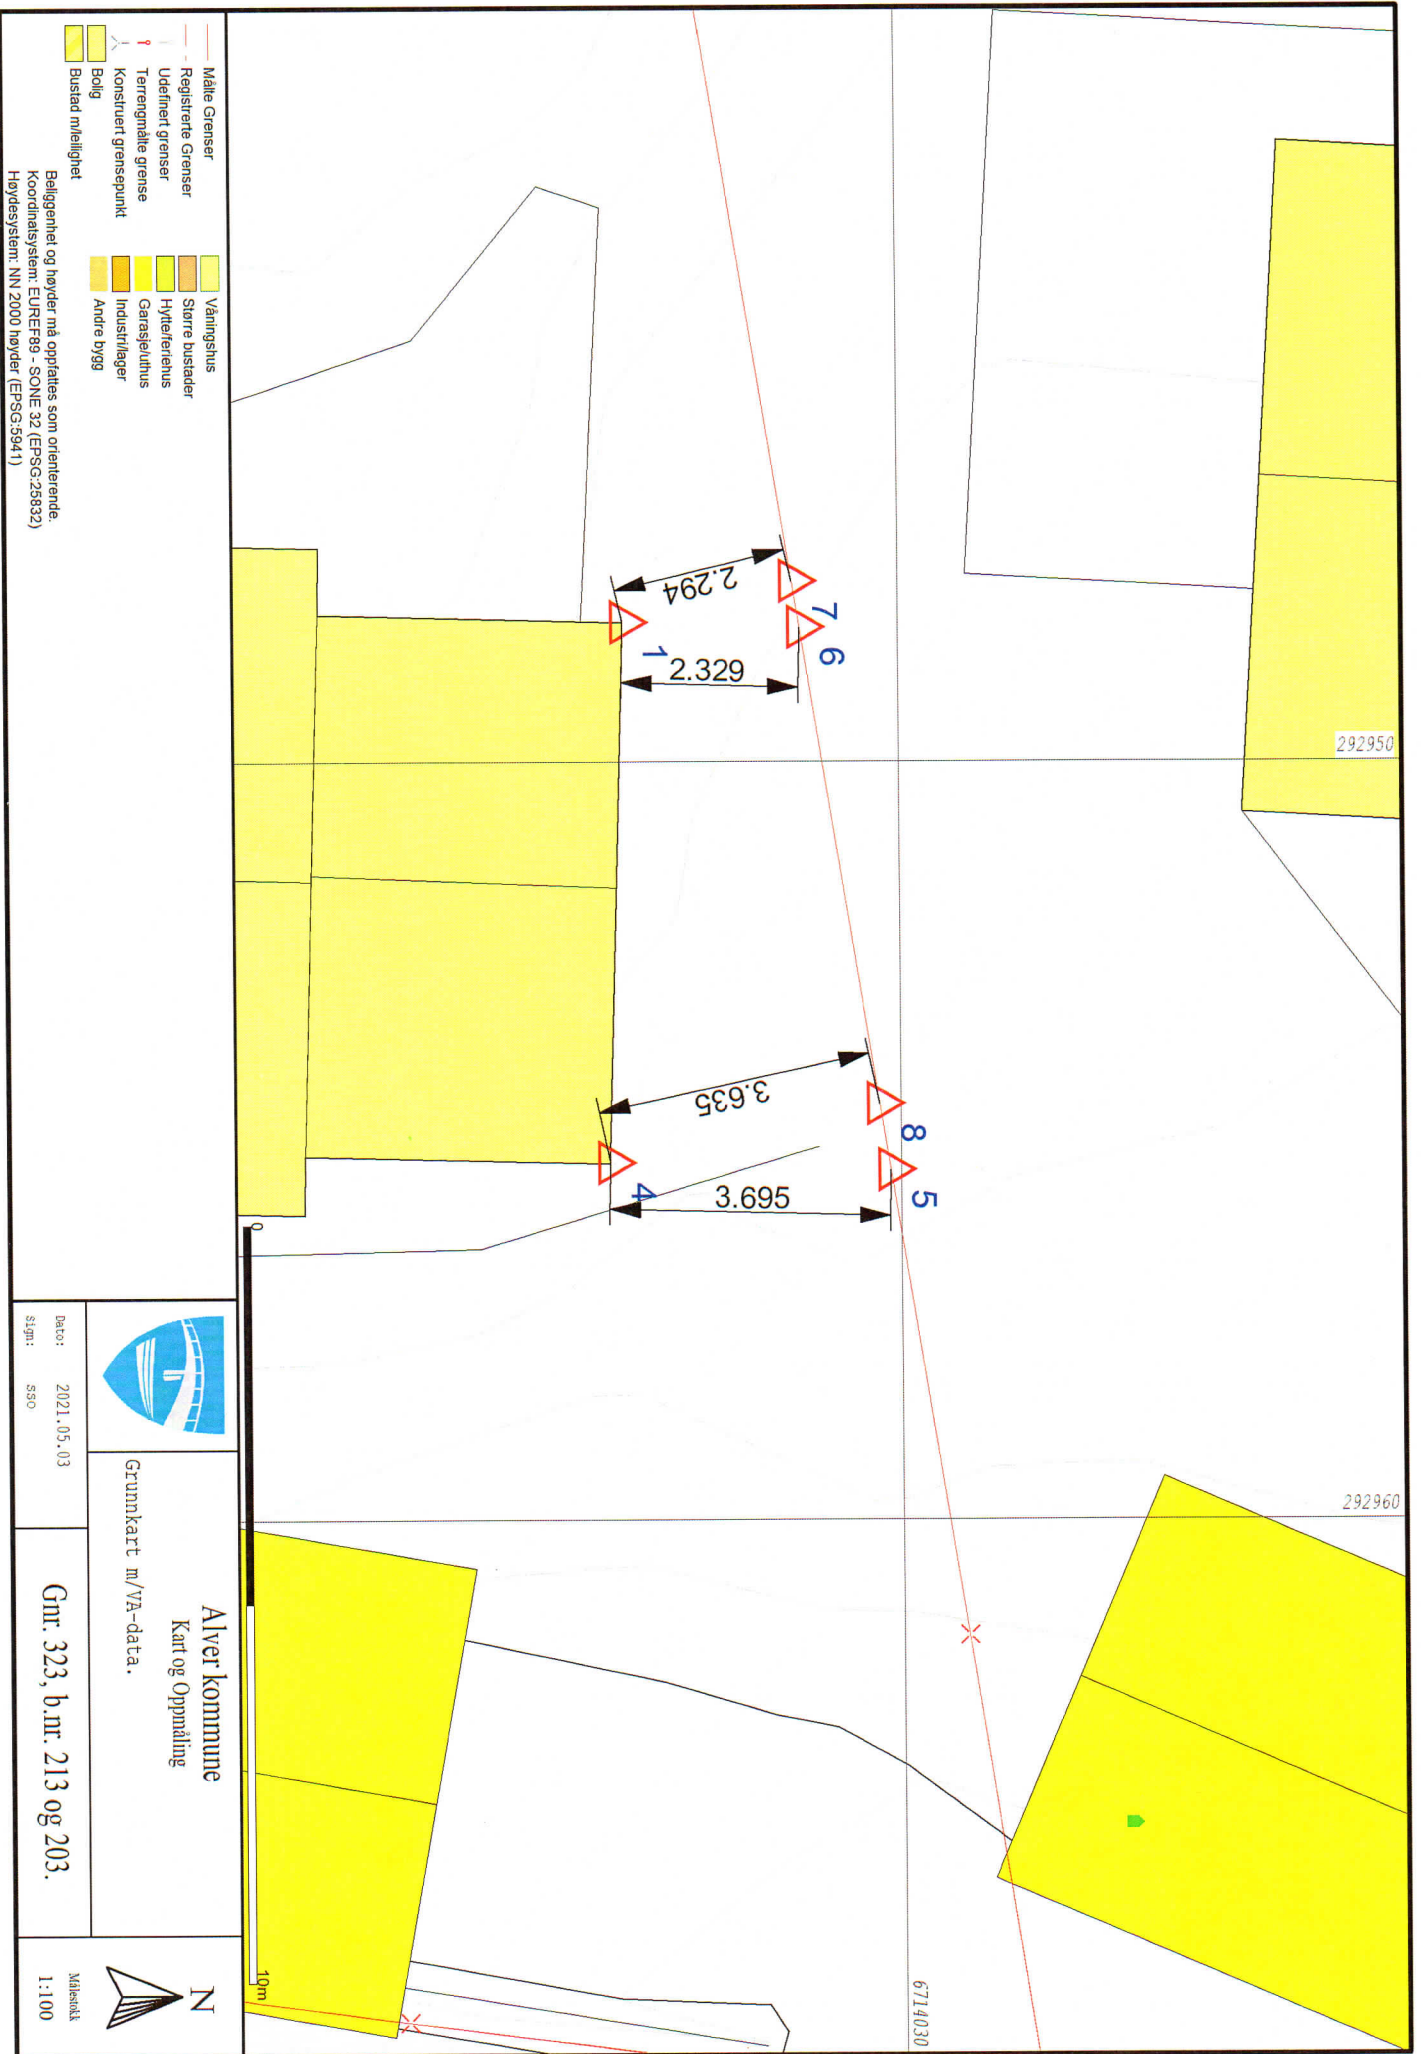 292950
292960
6714030
7
6
2.294
1
2.329
8
5
3.635
4
3.695
0
10m
Målte Grenser
Registrerte Grenser
Udefinert grenser
Terrengmålte grense
Konstruert grensepunkt
Bolig
Bustad m/leilighet
Våningshus
Større bustader
Hytte/feriehus
Garasje/uthus
Industri/lager
Andre bygg
Beliggenhet og høyder må oppfattes som orienterende.
Koordinatsystem: EUREF89 - SONE 32 (EPSG:25832)
Høydesystem: NN 2000 høyder (EPSG:5941)
Alver kommune
Kart og Oppmåling
Grunnkart m/VA-data.
Dato: 2021.05.03
Sign: sso
Gnr. 323, b.nr. 213 og 203.
N
Målestokk
1:100